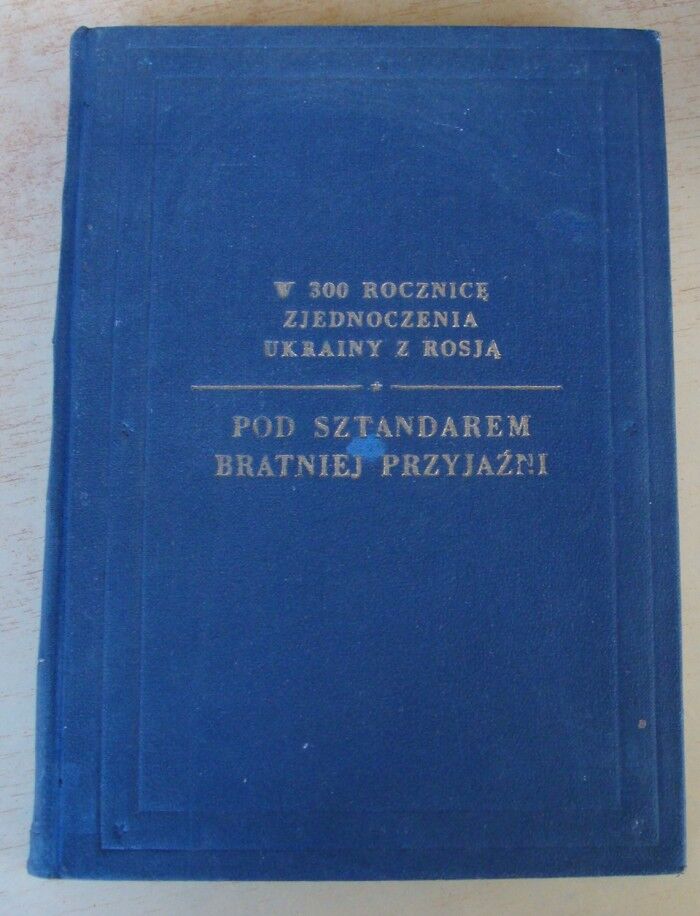 W 300 ROCZNICĘ
ZJEDNOCZENIA
UKRAINY Z ROSJĄ
POD SZTANDAREM
BRATNIEJ PRZYJAŹNI